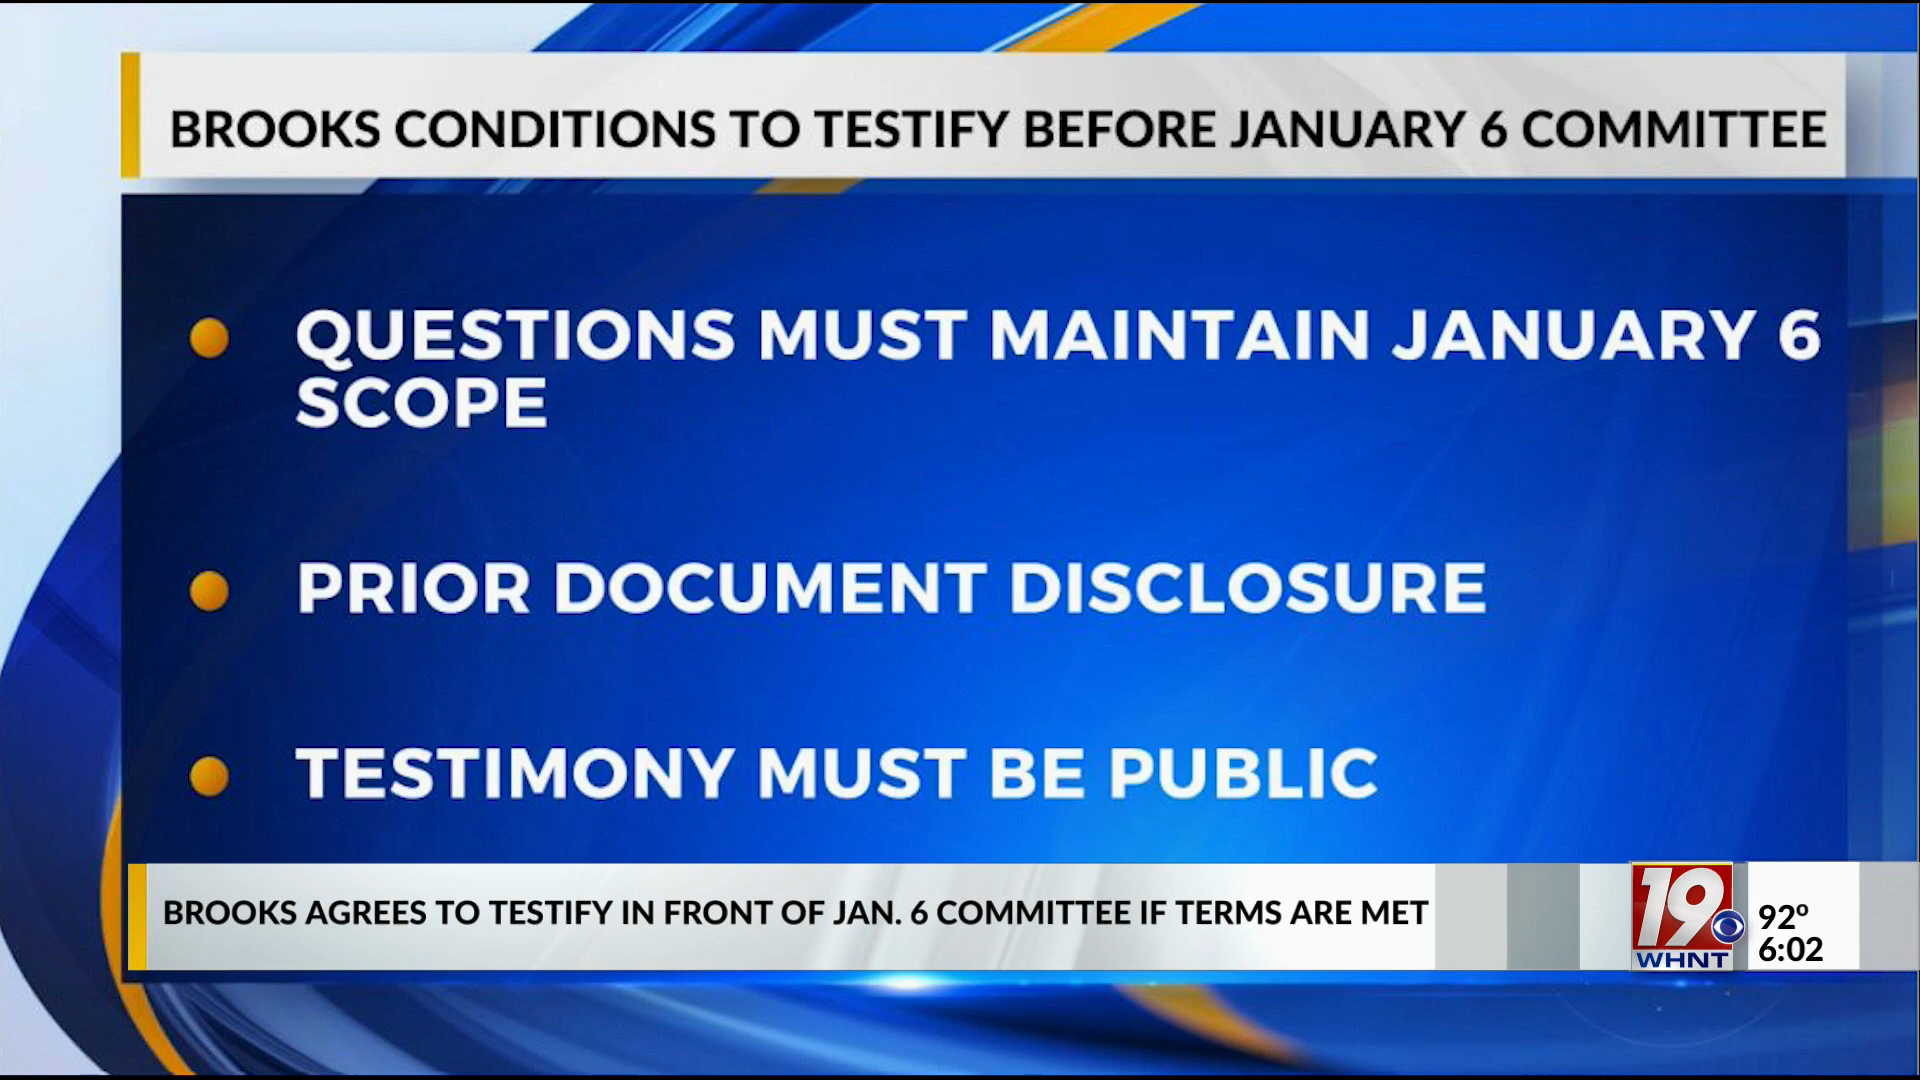 BROOKS CONDITIONS TO TESTIFY BEFORE JANUARY 6 COMMITTEE
QUESTIONS MUST MAINTAIN JANUARY 6
SCOPE
PRIOR DOCUMENT DISCLOSURE
TESTIMONY MUST BE PUBLIC
BROOKS AGREES TO TESTIFY IN FRONT OF JAN. 6 COMMITTEE IF TERMS ARE MET
19
WHNT
92º
6:02